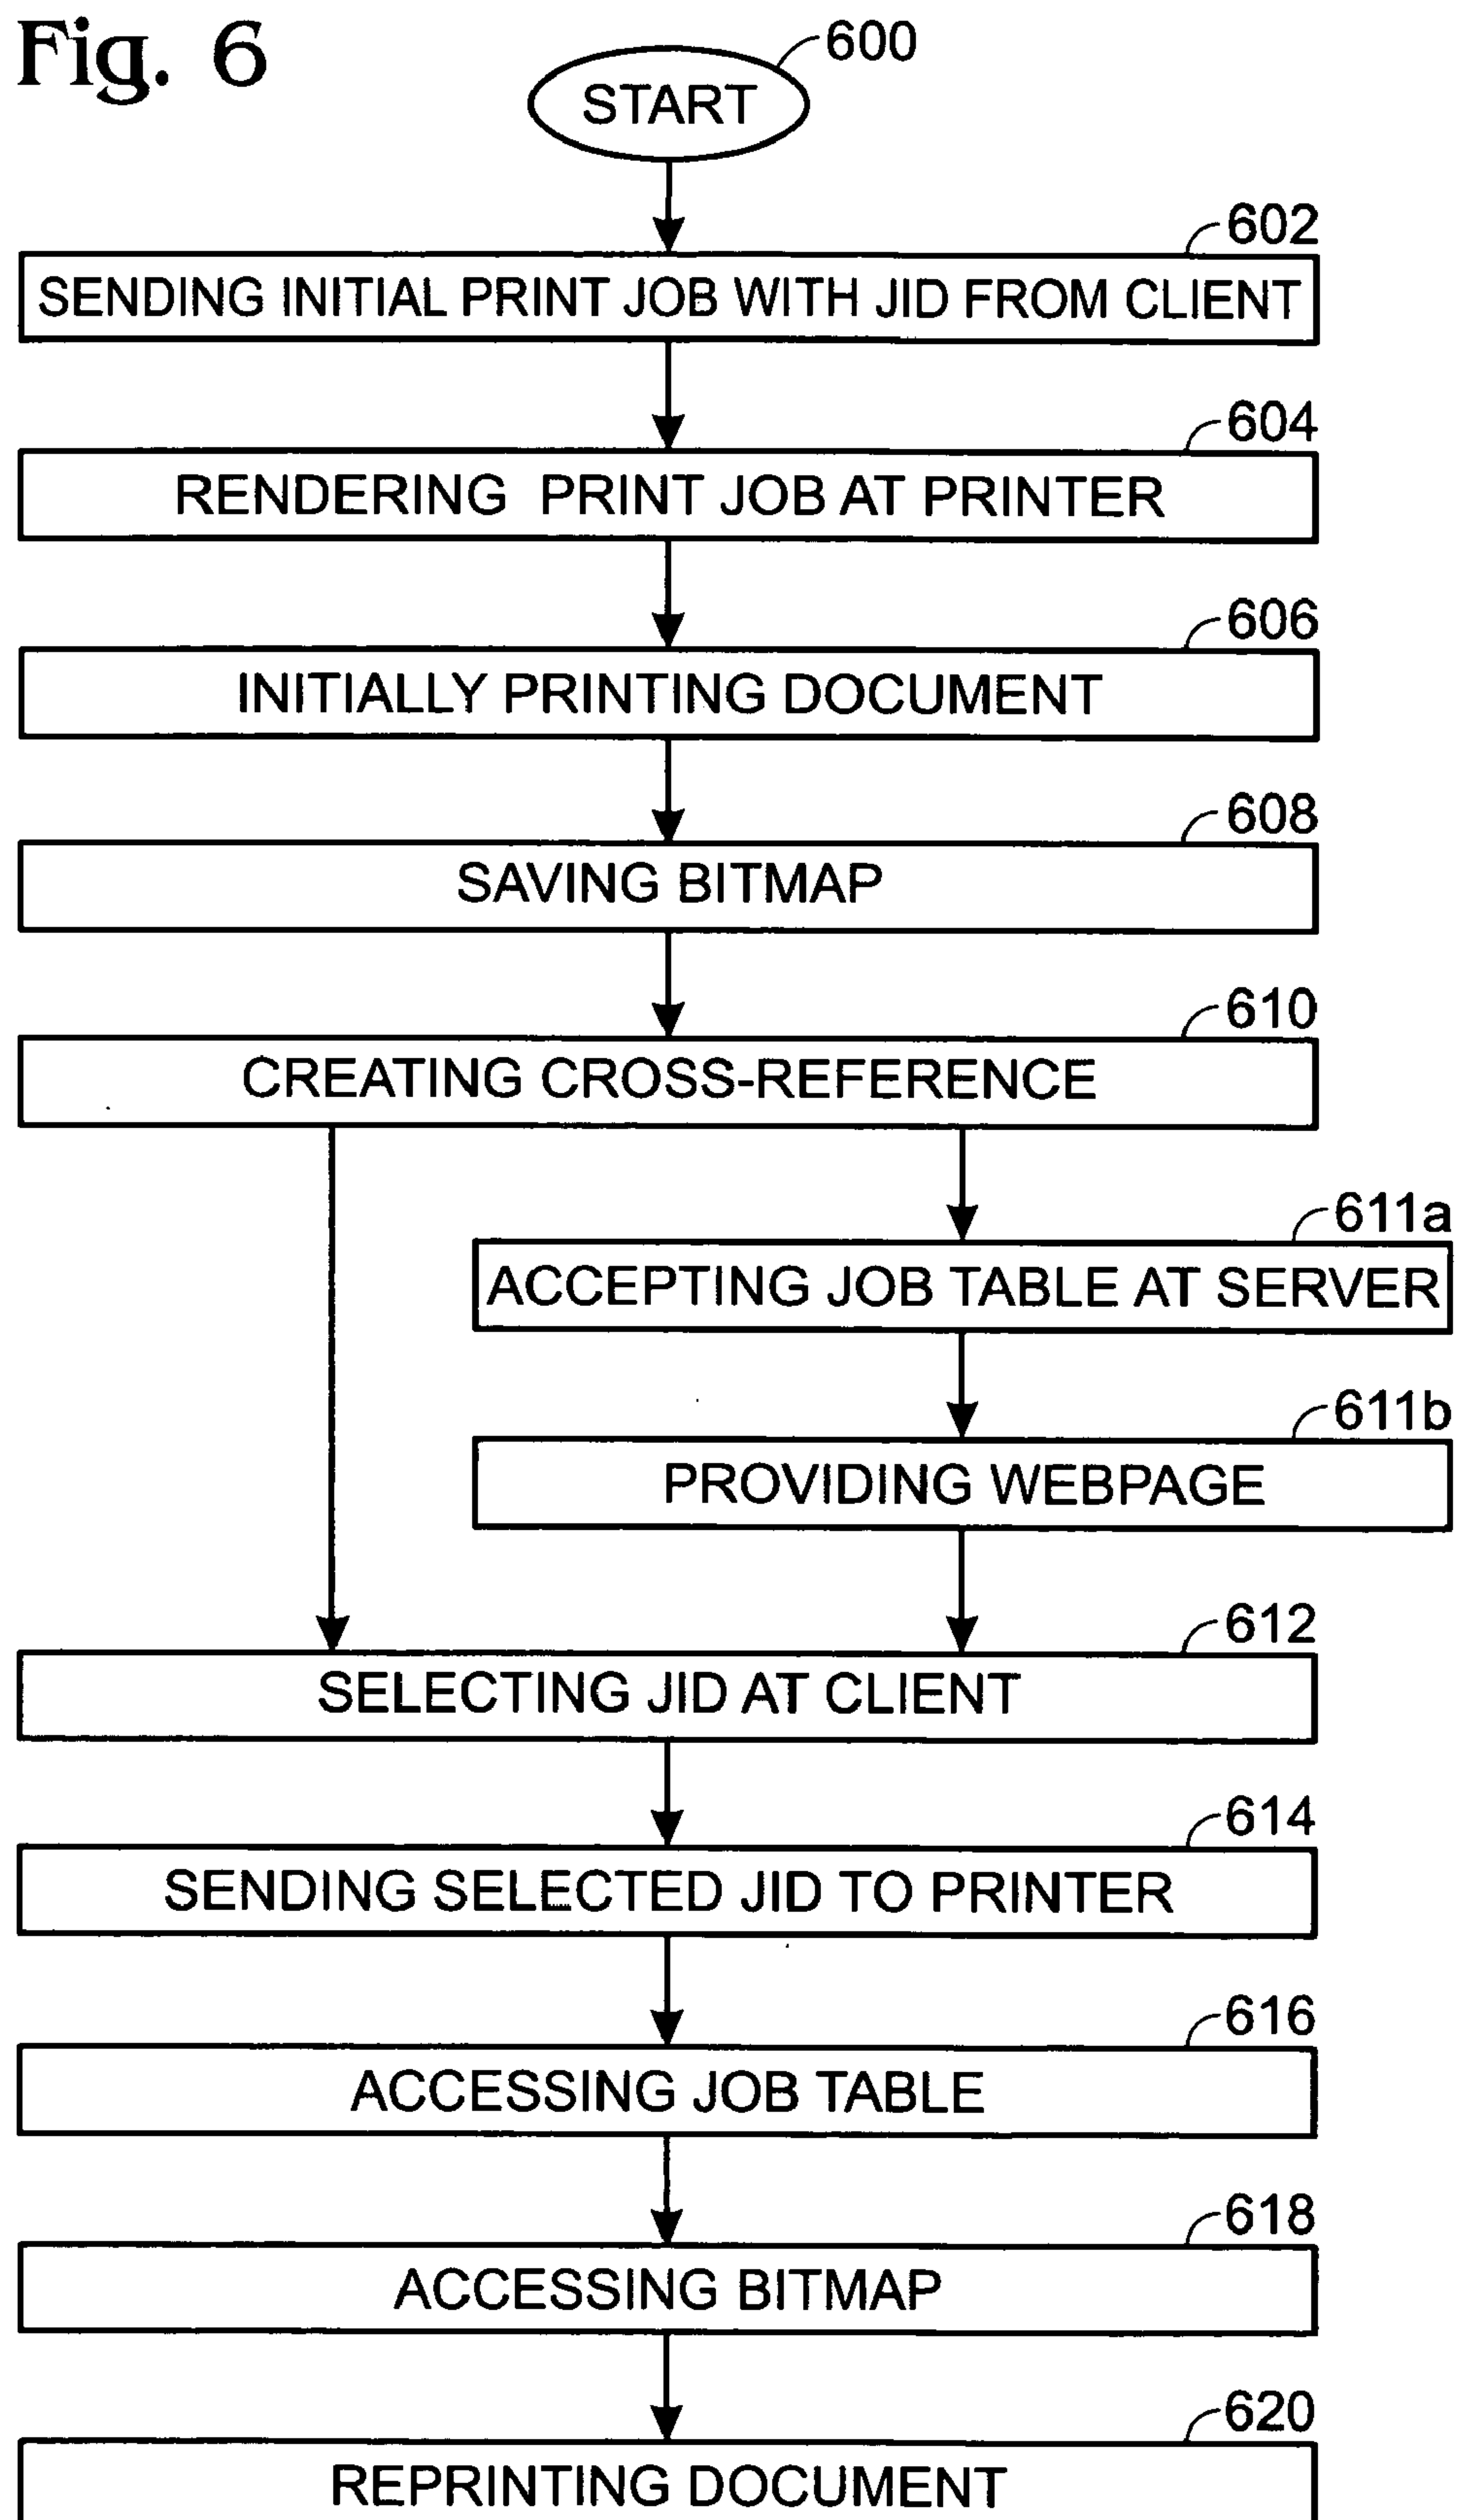 Fig. 6
600
START
602
SENDING INITIAL PRINT JOB WITH JID FROM CLIENT
604
RENDERING PRINT JOB AT PRINTER
606
INITIALLY PRINTING DOCUMENT
608
SAVING BITMAP
610
CREATING CROSS-REFERENCE
611a
ACCEPTING JOB TABLE AT SERVER
611b
PROVIDING WEBPAGE
612
SELECTING JID AT CLIENT
614
SENDING SELECTED JID TO PRINTER
616
ACCESSING JOB TABLE
618
ACCESSING BITMAP
620
REPRINTING DOCUMENT